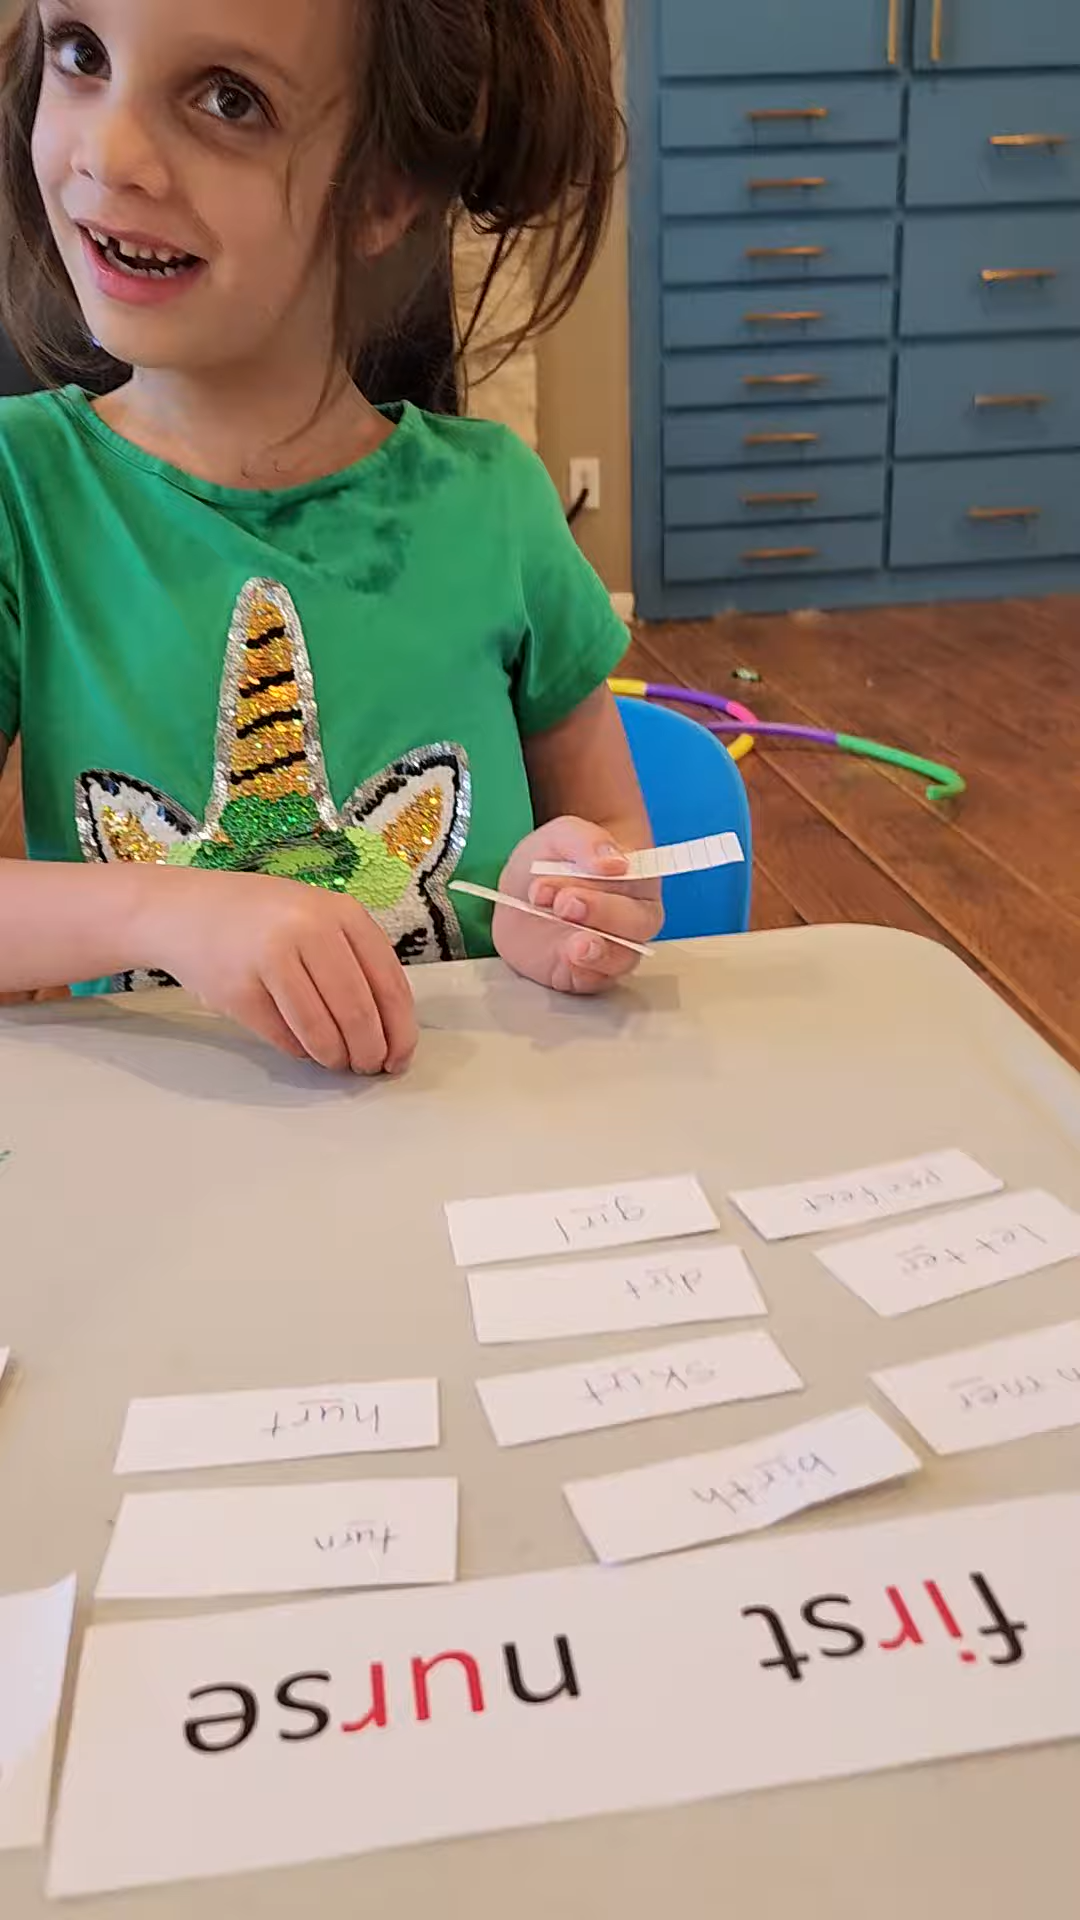 first nurse
birth
turn
skirt
hurt
dirt
girl
letter
perfect